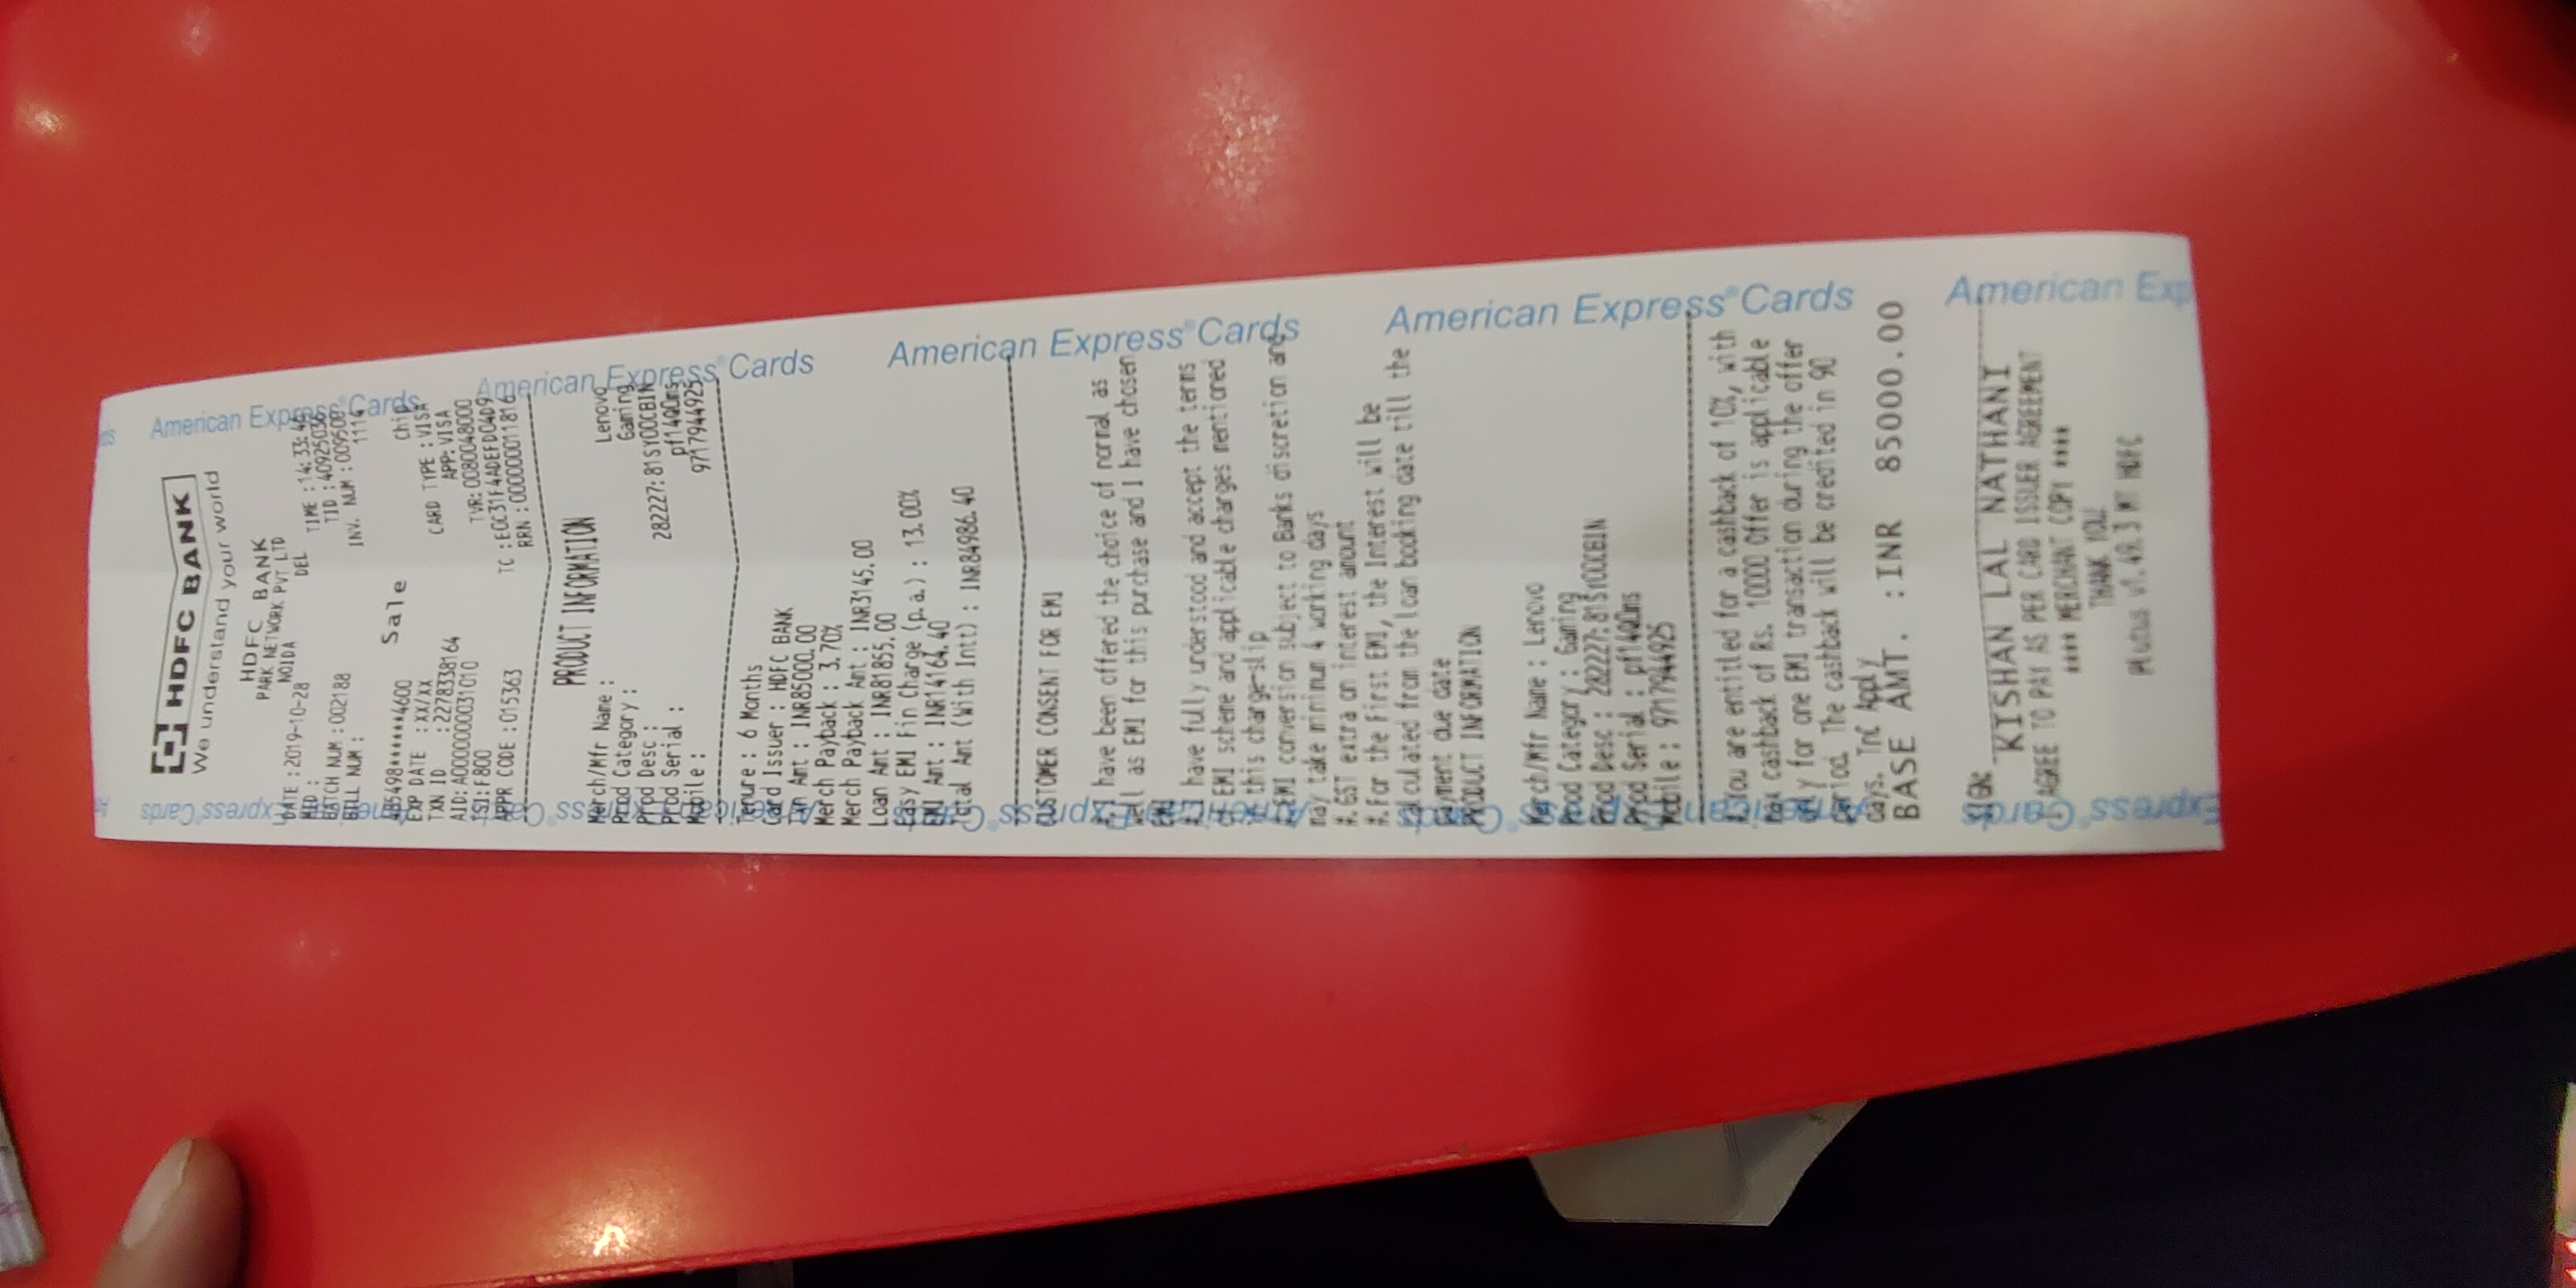 HDFC BANK
We understand your world
HDFC BANK
PARK NETWORK PVT LTD
NOIDA DEL
DATE : 2019-10-28 TIME : 14:33:46
MID : TID : 40925036
BATCH NUM : 002188 INV. NUM : 009500
BILL NUM : 1114
Sale
485498******4600 Chip
EXP DATE : XX/XX CARD TYPE : VISA
TXN ID : 2278338164 APP: VISA
AID: A0000000031010 TVR: 0080048000
TSI: F800 TC : E0C31F4ADEFD04D9
APPR CODE : 015363 RRN : 000000011816
PRODUCT INFORMATION
Merch/Mfr Name : Lenovo
Prod Category : Gaming
Prod Desc : 282227:81SY00CBIN
Prod Serial : pf14Q0ms
Mobile : 9717944925
Tenure : 6 Months
Card Issuer : HDFC BANK
Txn Amt : INR85000.00
Merch Payback : 3.70%
Merch Payback Amt : INR3145.00
Loan Amt : INR81855.00
Easy EMI Fin Charge (p.a.) : 13.00%
EMI Amt : INR14164.40
Total Amt (With Intt) : INR84986.40
CUSTOMER CONSENT FOR EMI
#.I have been offered the choice of normal as
well as EMI for this purchase and I have chosen
EMI
#.I have fully understood and accept the terms
EMI scheme and applicable charges mentioned
in this charge-slip
#.EMI conversion subject to Banks discretion and
may take minimum 4 working days
#.GST extra on interest amount
#.For the First EMI, the Interest will be
calculated from the loan booking date till the
payment due date
PRODUCT INFORMATION
Merch/Mfr Name : Lenovo
Prod Category : Gaming
Prod Desc : 282227:81SY00CBIN
Prod Serial : pf14Q0ms
Mobile : 9717944925
#.You are entitled for a cashback of 10%, with
max cashback of Rs. 10000 Offer is applicable
only for one EMI transaction during the offer
period. The cashback will be credited in 90
days. TnC Apply
BASE AMT. :INR 85000.00
SIGN:
KISHAN LAL NATHANI
AGREE TO PAY AS PER CARD ISSUER AGREEMENT
**** MERCHANT COPY ****
THANK YOU!
Plutus v1.49.3 MT HDFC
American Express® Cards
American Express® Cards
American Express® Cards
American Express® Cards
American Exp